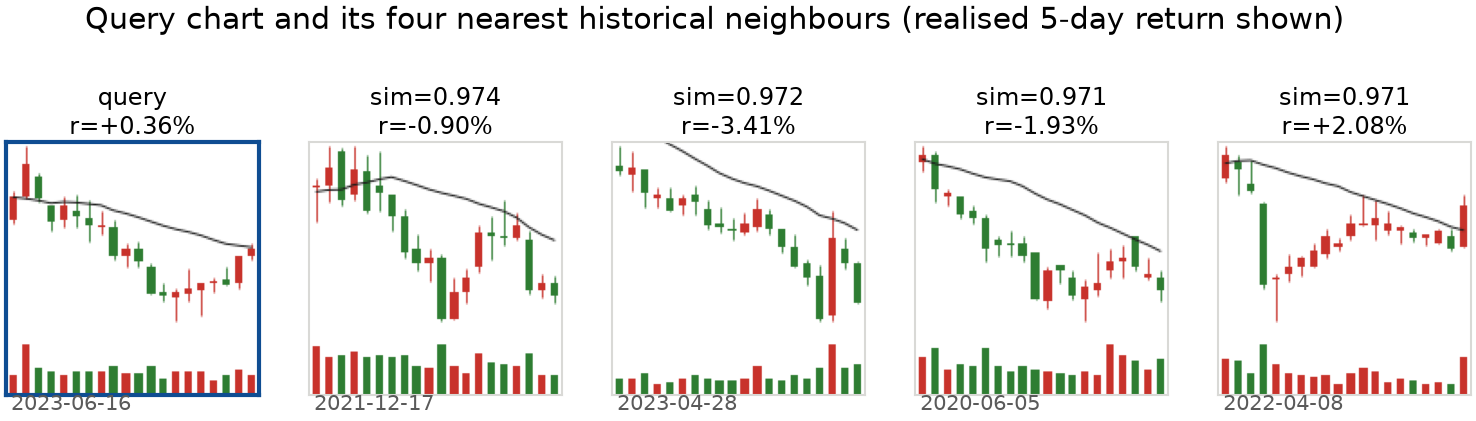 Query chart and its four nearest historical neighbours (realised 5-day return shown)
query
r=+0.36%
2023-06-16
sim=0.974
r=-0.90%
2021-12-17
sim=0.972
r=-3.41%
2023-04-28
sim=0.971
r=-1.93%
2020-06-05
sim=0.971
r=+2.08%
2022-04-08